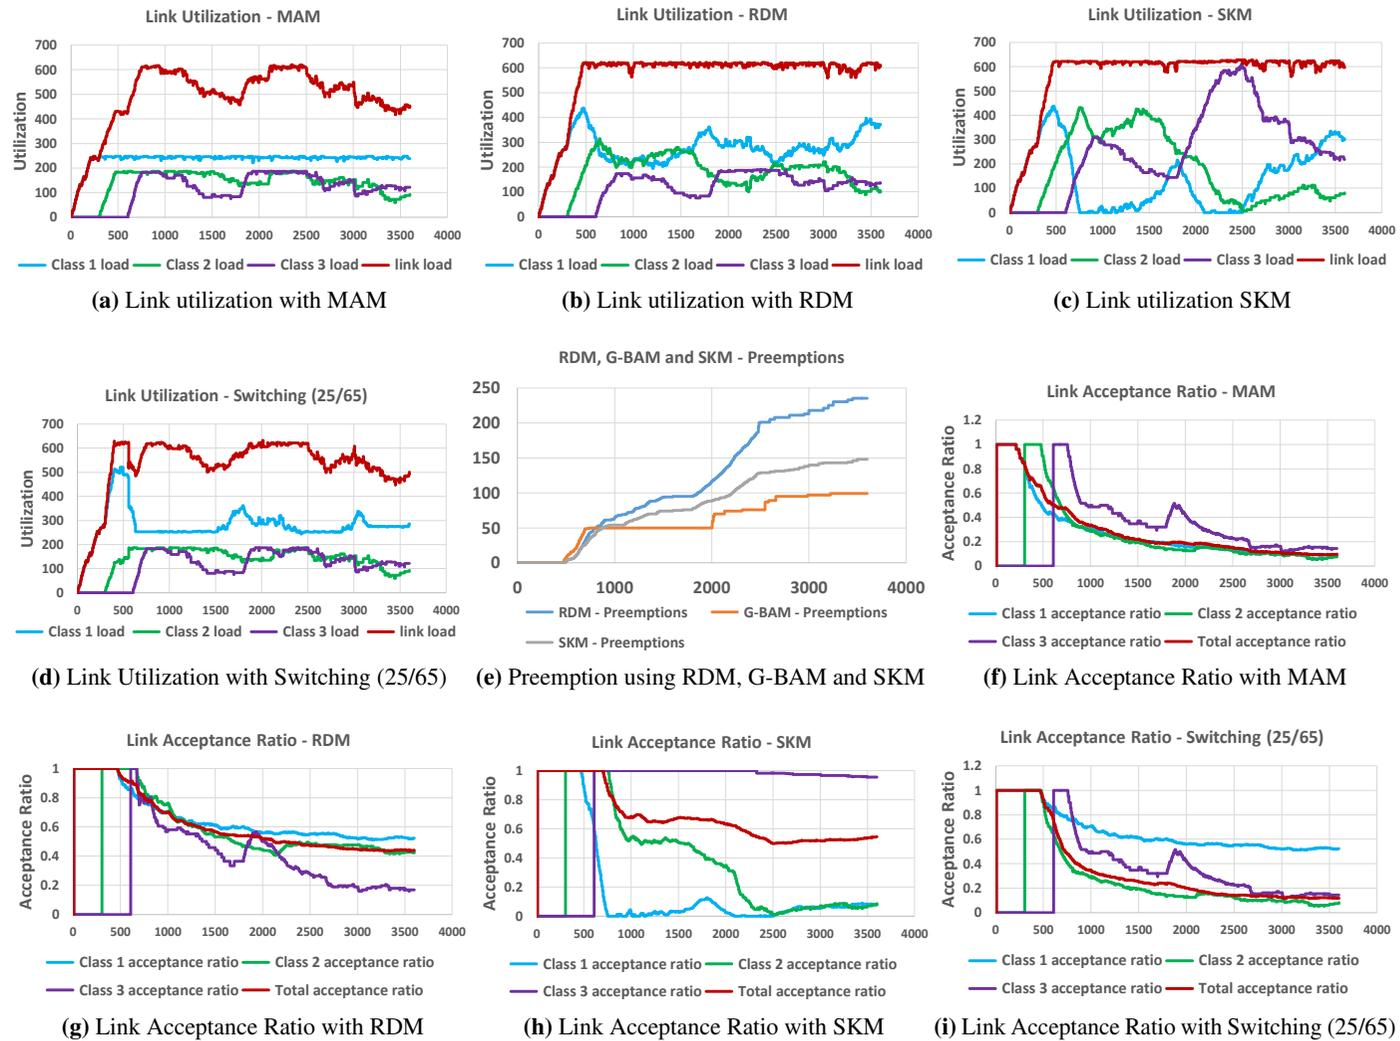 Link Utilization - MAM
Utilization
700
600
500
400
300
200
100
0
0 500 1000 1500 2000 2500 3000 3500 4000
Class 1 load Class 2 load Class 3 load link load
(a) Link utilization with MAM
Link Utilization - RDM
Utilization
700
600
500
400
300
200
100
0
0 500 1000 1500 2000 2500 3000 3500 4000
Class 1 load Class 2 load Class 3 load link load
(b) Link utilization with RDM
Link Utilization - SKM
Utilization
700
600
500
400
300
200
100
0
0 500 1000 1500 2000 2500 3000 3500 4000
Class 1 load Class 2 load Class 3 load link load
(c) Link utilization SKM
Link Utilization - Switching (25/65)
Utilization
700
600
500
400
300
200
100
0
0 500 1000 1500 2000 2500 3000 3500 4000
Class 1 load Class 2 load Class 3 load link load
(d) Link Utilization with Switching (25/65)
RDM, G-BAM and SKM - Preemptions
250
200
150
100
50
0
0 1000 2000 3000 4000
RDM - Preemptions G-BAM - Preemptions
SKM - Preemptions
(e) Preemption using RDM, G-BAM and SKM
Link Acceptance Ratio - MAM
Acceptance Ratio
1.2
1
0.8
0.6
0.4
0.2
0
0 500 1000 1500 2000 2500 3000 3500 4000
Class 1 acceptance ratio Class 2 acceptance ratio
Class 3 acceptance ratio Total acceptance ratio
(f) Link Acceptance Ratio with MAM
Link Acceptance Ratio - RDM
Acceptance Ratio
1
0.8
0.6
0.4
0.2
0
0 500 1000 1500 2000 2500 3000 3500 4000
Class 1 acceptance ratio Class 2 acceptance ratio
Class 3 acceptance ratio Total acceptance ratio
(g) Link Acceptance Ratio with RDM
Link Acceptance Ratio - SKM
Acceptance Ratio
1
0.8
0.6
0.4
0.2
0
0 500 1000 1500 2000 2500 3000 3500 4000
Class 1 acceptance ratio Class 2 acceptance ratio
Class 3 acceptance ratio Total acceptance ratio
(h) Link Acceptance Ratio with SKM
Link Acceptance Ratio - Switching (25/65)
Acceptance Ratio
1.2
1
0.8
0.6
0.4
0.2
0
0 500 1000 1500 2000 2500 3000 3500 4000
Class 1 acceptance ratio Class 2 acceptance ratio
Class 3 acceptance ratio Total acceptance ratio
(i) Link Acceptance Ratio with Switching (25/65)